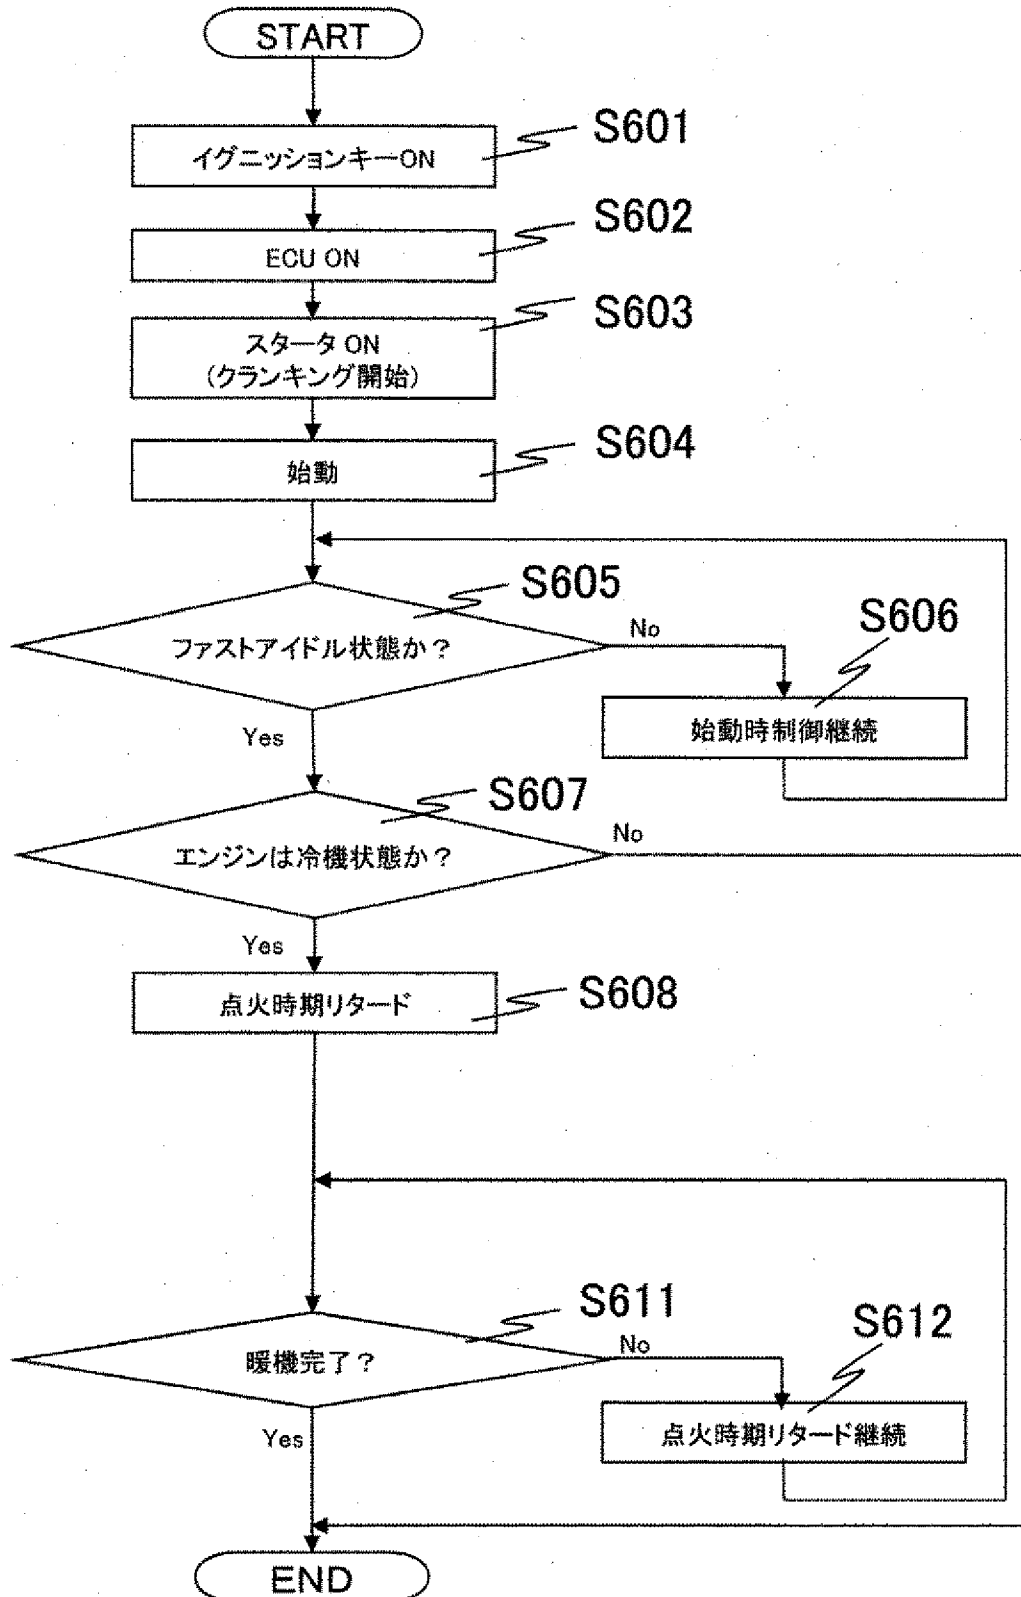 START
S601
イグニッションキーON
S602
ECU ON
S603
スタータ ON
(クランキング開始)
S604
始動
S605
ファストアイドル状態か？
No
S606
始動時制御継続
Yes
S607
エンジンは冷機状態か？
No
Yes
S608
点火時期リタード
S611
暖機完了？
No
S612
点火時期リタード継続
Yes
END